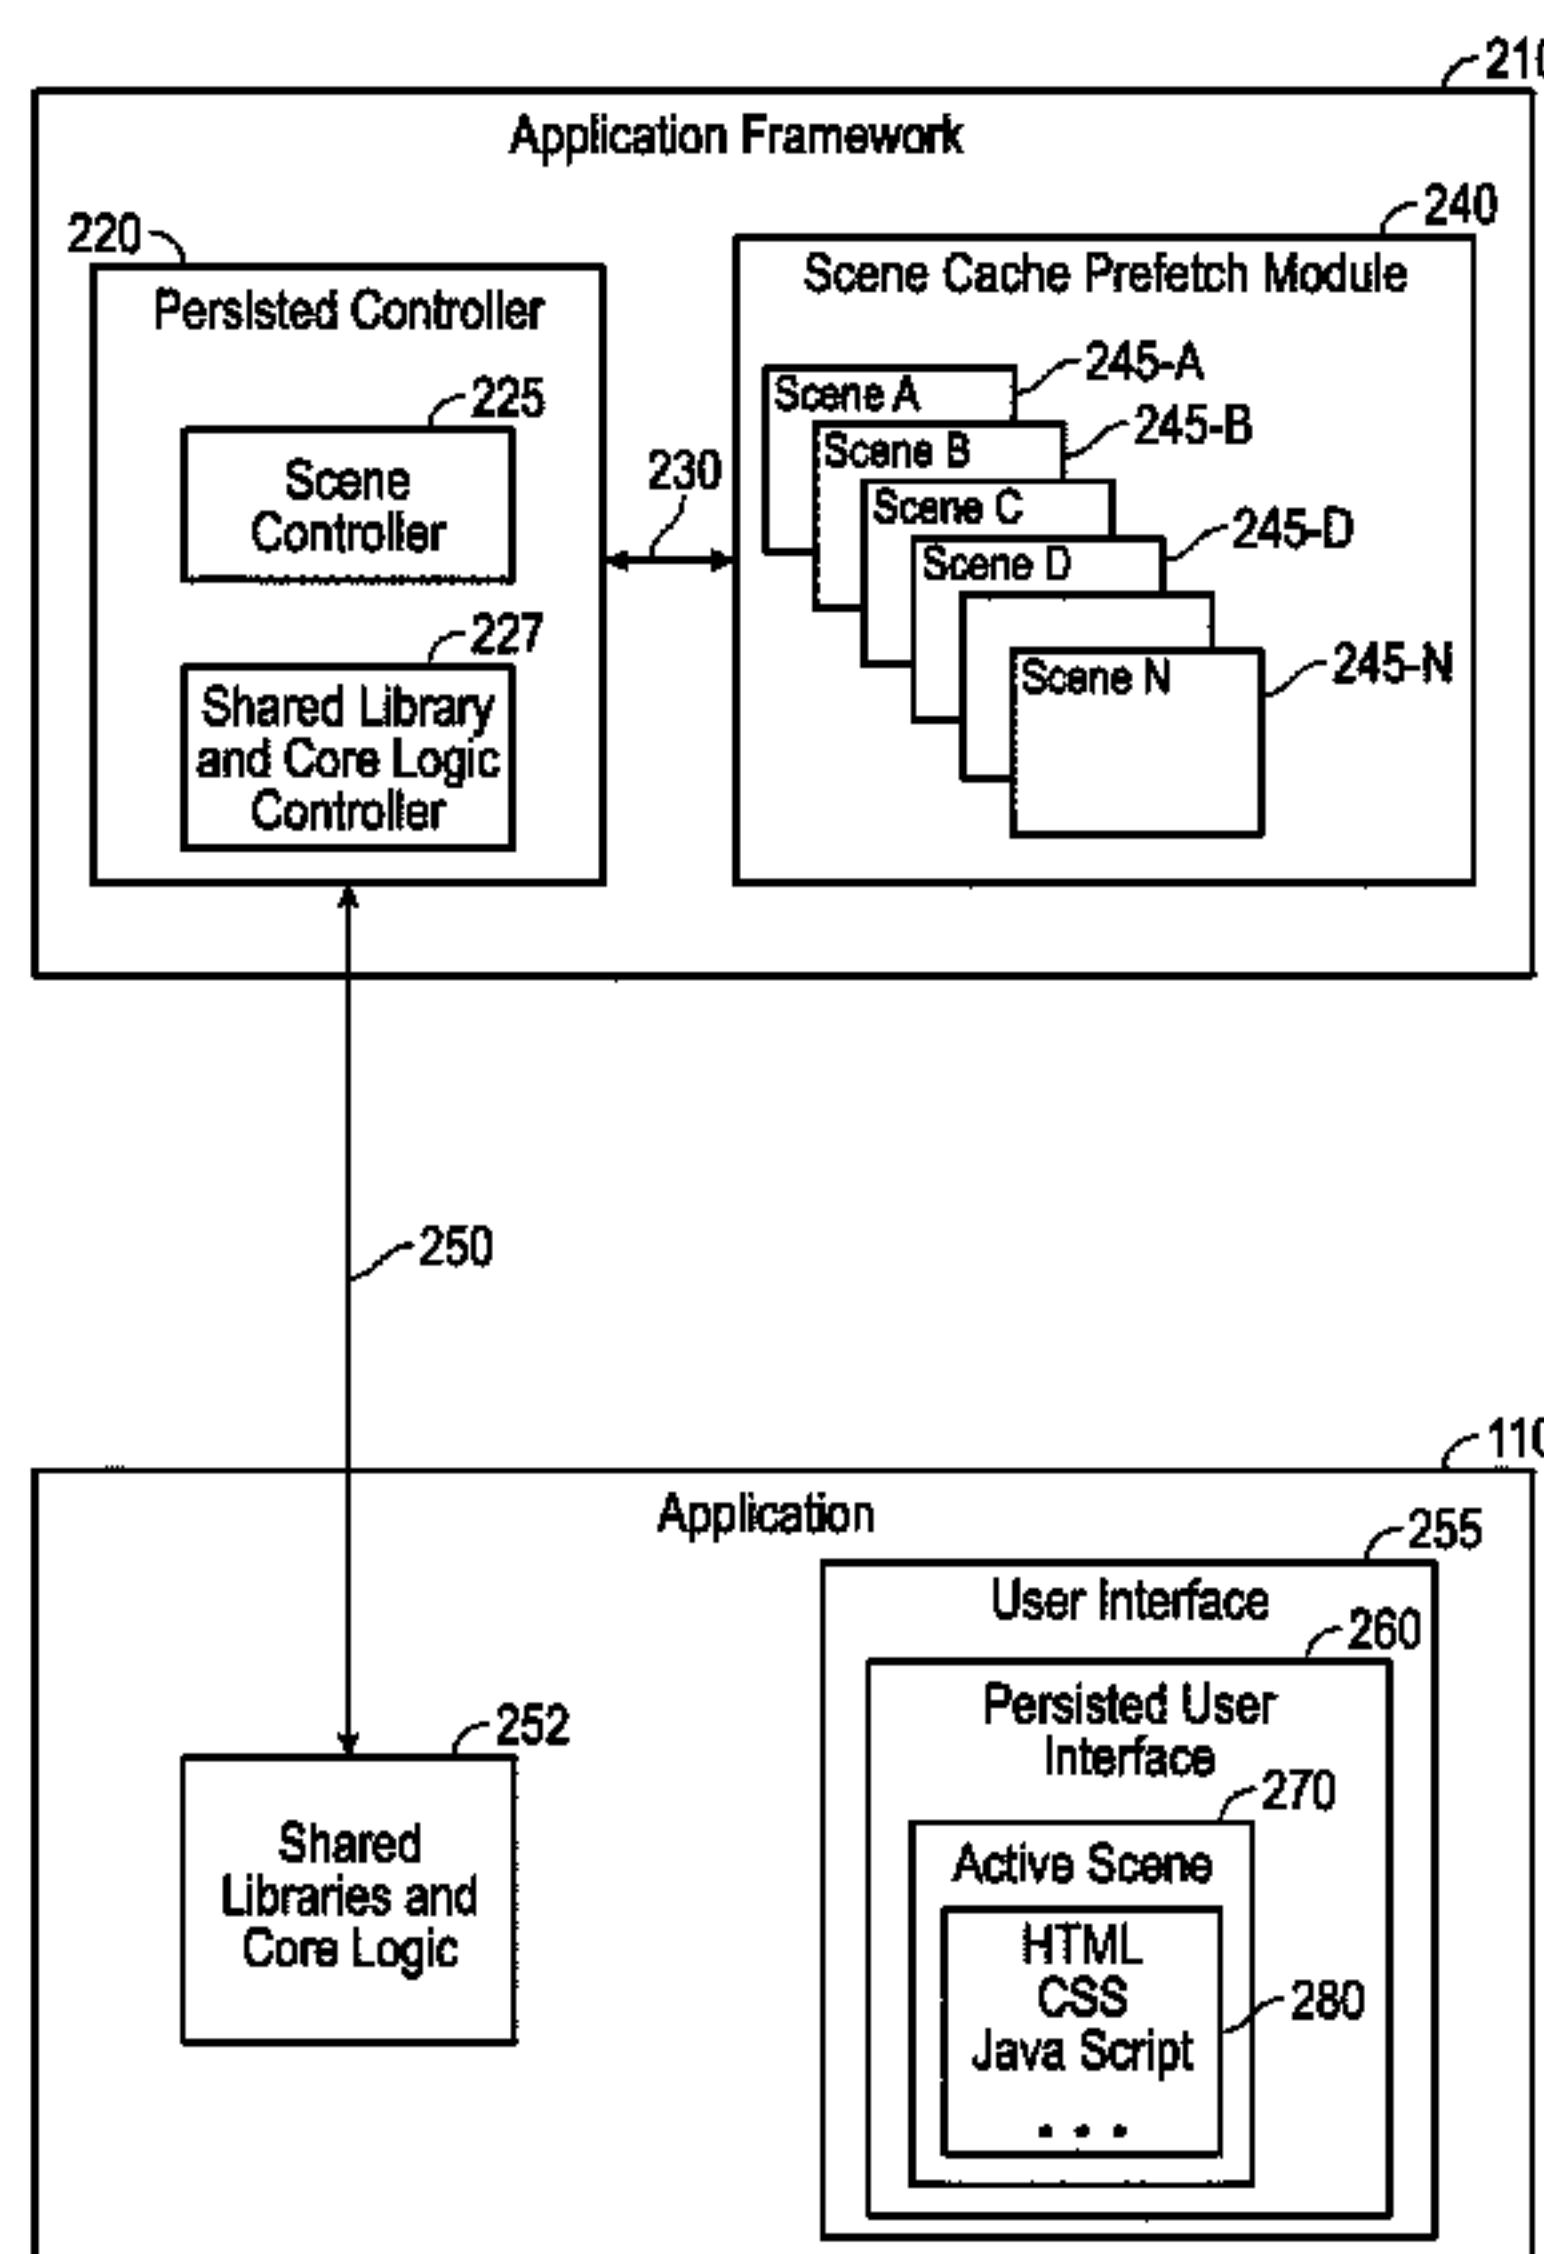 210
Application Framework
220
240
Persisted Controller
Scene Cache Prefetch Module
225
Scene
Controller
230
245-A
Scene A
245-B
Scene B
Scene C
245-D
Scene D
227
Shared Library
and Core Logic
Controller
245-N
Scene N
250
110
Application
255
User Interface
260
Persisted User
Interface
252
Shared
Libraries and
Core Logic
270
Active Scene
HTML
CSS
Java Script
. . .
280